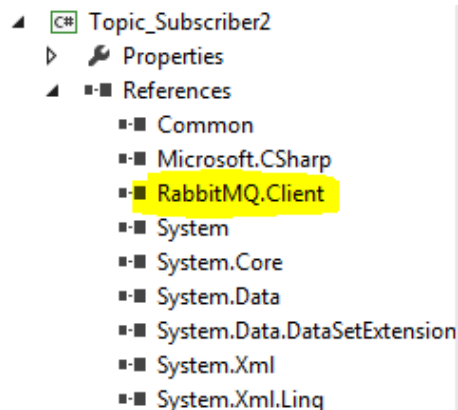 C# Topic_Subscriber2
Properties
References
Common
Microsoft.CSharp
RabbitMQ.Client
System
System.Core
System.Data
System.Data.DataSetExtension
System.Xml
System.Xml.Linq